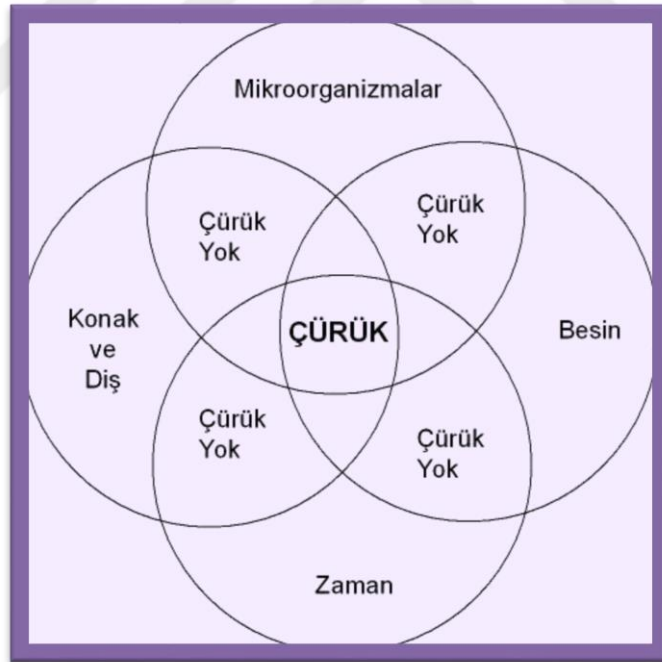 Mikroorganizmalar
Çürük
Yok
Çürük
Yok
Konak
ve
Diş
ÇÜRÜK
Besin
Çürük
Yok
Çürük
Yok
Zaman